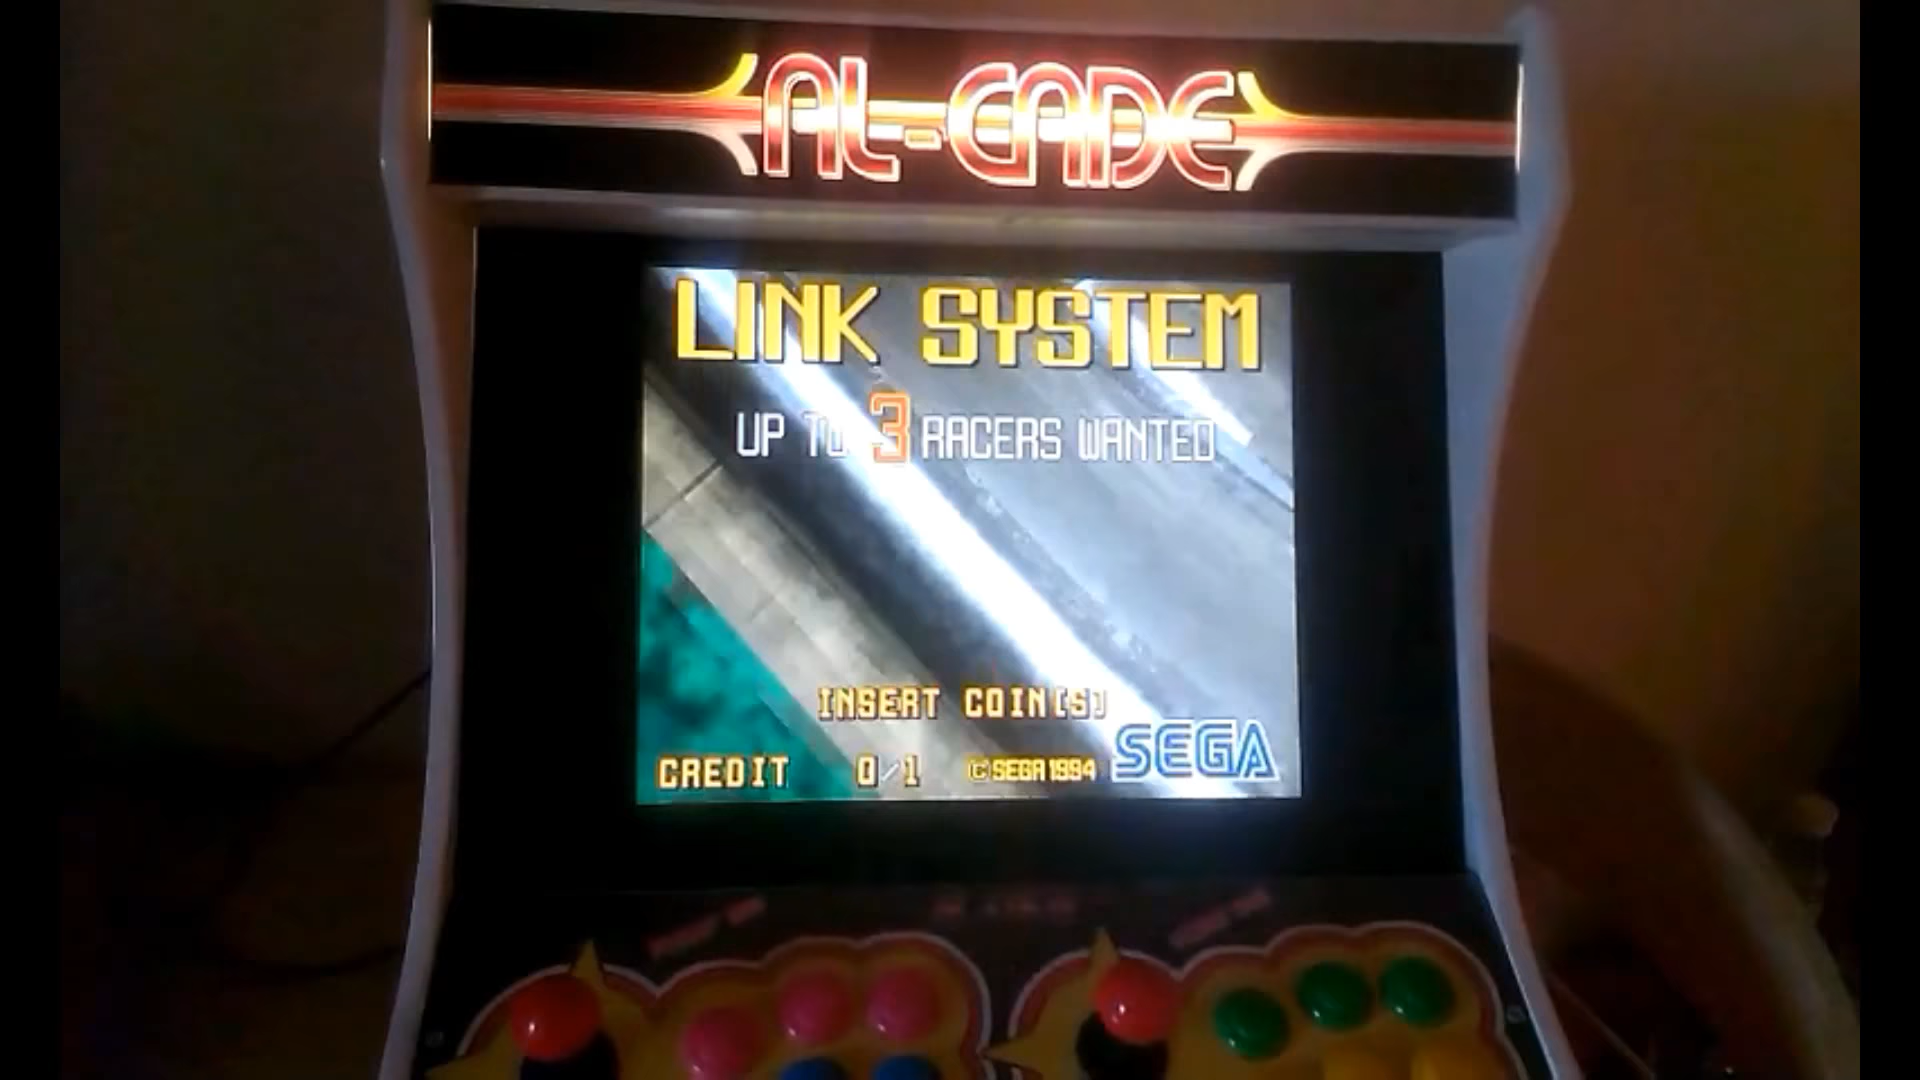 AL-CADE
LINK SYSTEM
UP TO 3 RACERS WANTED
INSERT COIN(S)
CREDIT 0/1 ©SEGA 1994 SEGA